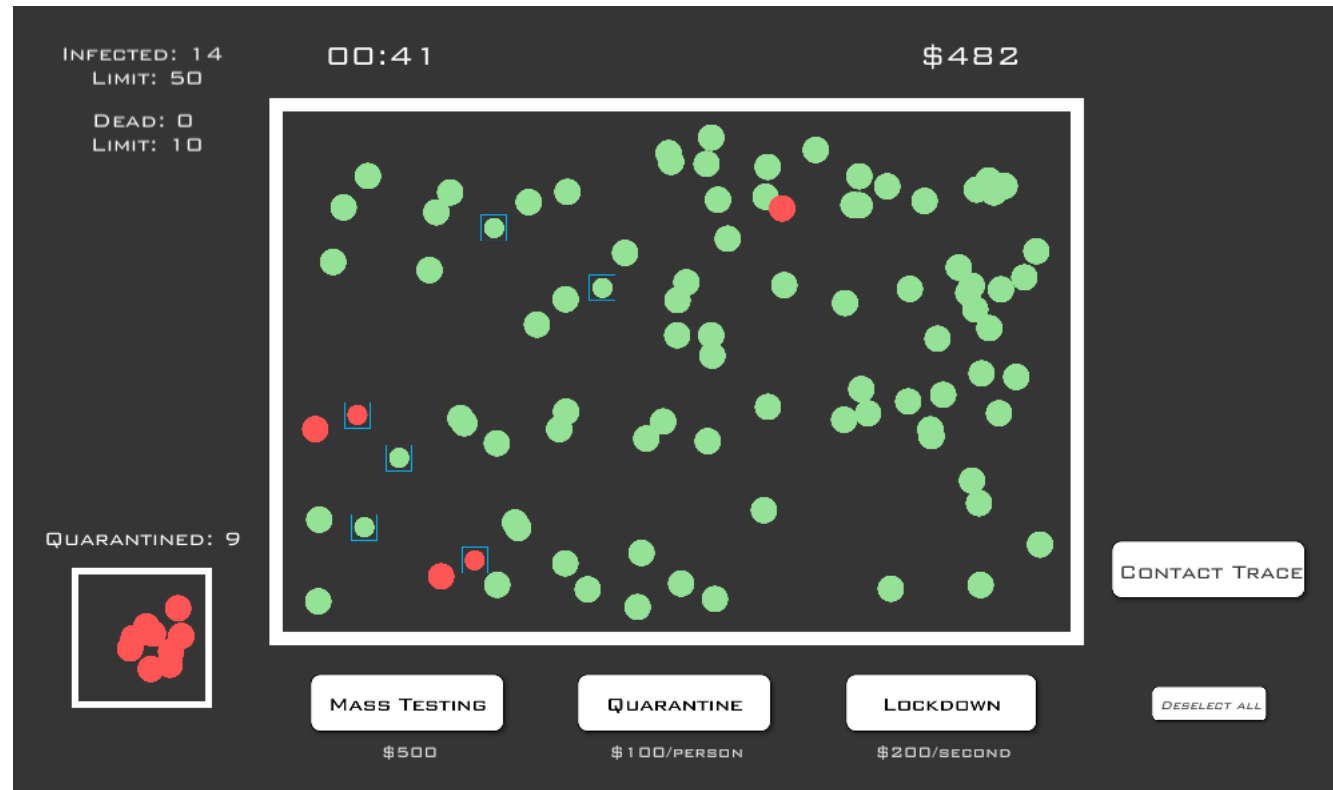 Infected: 14
Limit: 50
Dead: 0
Limit: 10
00:41
$482
Quarantined: 9
Contact Trace
Mass Testing
$500
Quarantine
$100/person
Lockdown
$200/second
Deselect all